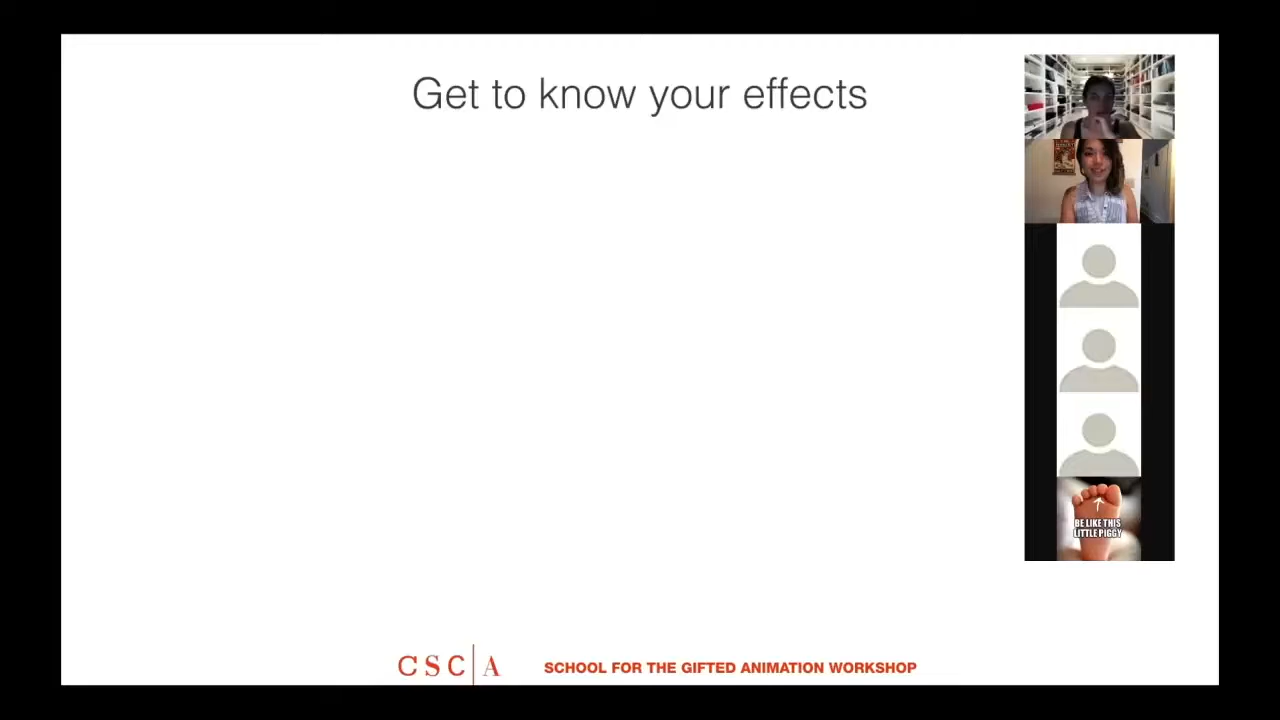 Get to know your effects
BE LIKE THIS
LITTLE PIGGY
CSC|A
SCHOOL FOR THE GIFTED ANIMATION WORKSHOP